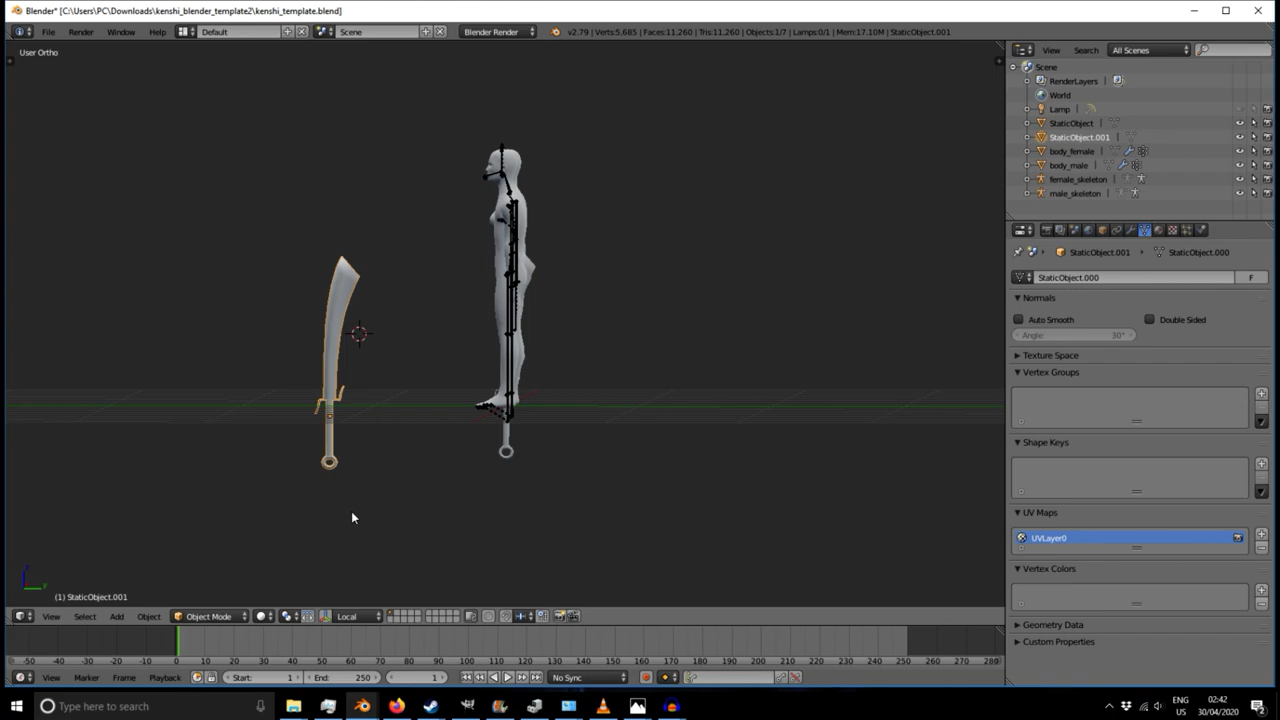 Blender* [C:\Users\PC\Downloads\kenshi_blender_template2\kenshi_template.blend]
File Render Window Help Default Scene Blender Render v2.79 | Verts:5,685 | Faces:11,260 | Tris:11,260 | Objects:1/7 | Lamps:0/1 | Mem:17.10M | StaticObject.001
User Ortho
View Search All Scenes
Scene
RenderLayers
World
Lamp
StaticObject
StaticObject.001
body_female
body_male
female_skeleton
male_skeleton
StaticObject.001 StaticObject.000
StaticObject.000 F
Normals
Auto Smooth Double Sided
Angle: 30°
Texture Space
Vertex Groups
Shape Keys
UV Maps
UVLayer0
Vertex Colors
Geometry Data
Custom Properties
(1) StaticObject.001
View Select Add Object Object Mode Local
-50 -40 -30 -20 -10 0 10 20 30 40 50 60 70 80 90 100 110 120 130 140 150 160 170 180 190 200 210 220 230 240 250 260 270 280
View Marker Frame Playback Start: 1 End: 250 1 No Sync
Type here to search
ENG
US
02:42
30/04/2020
2